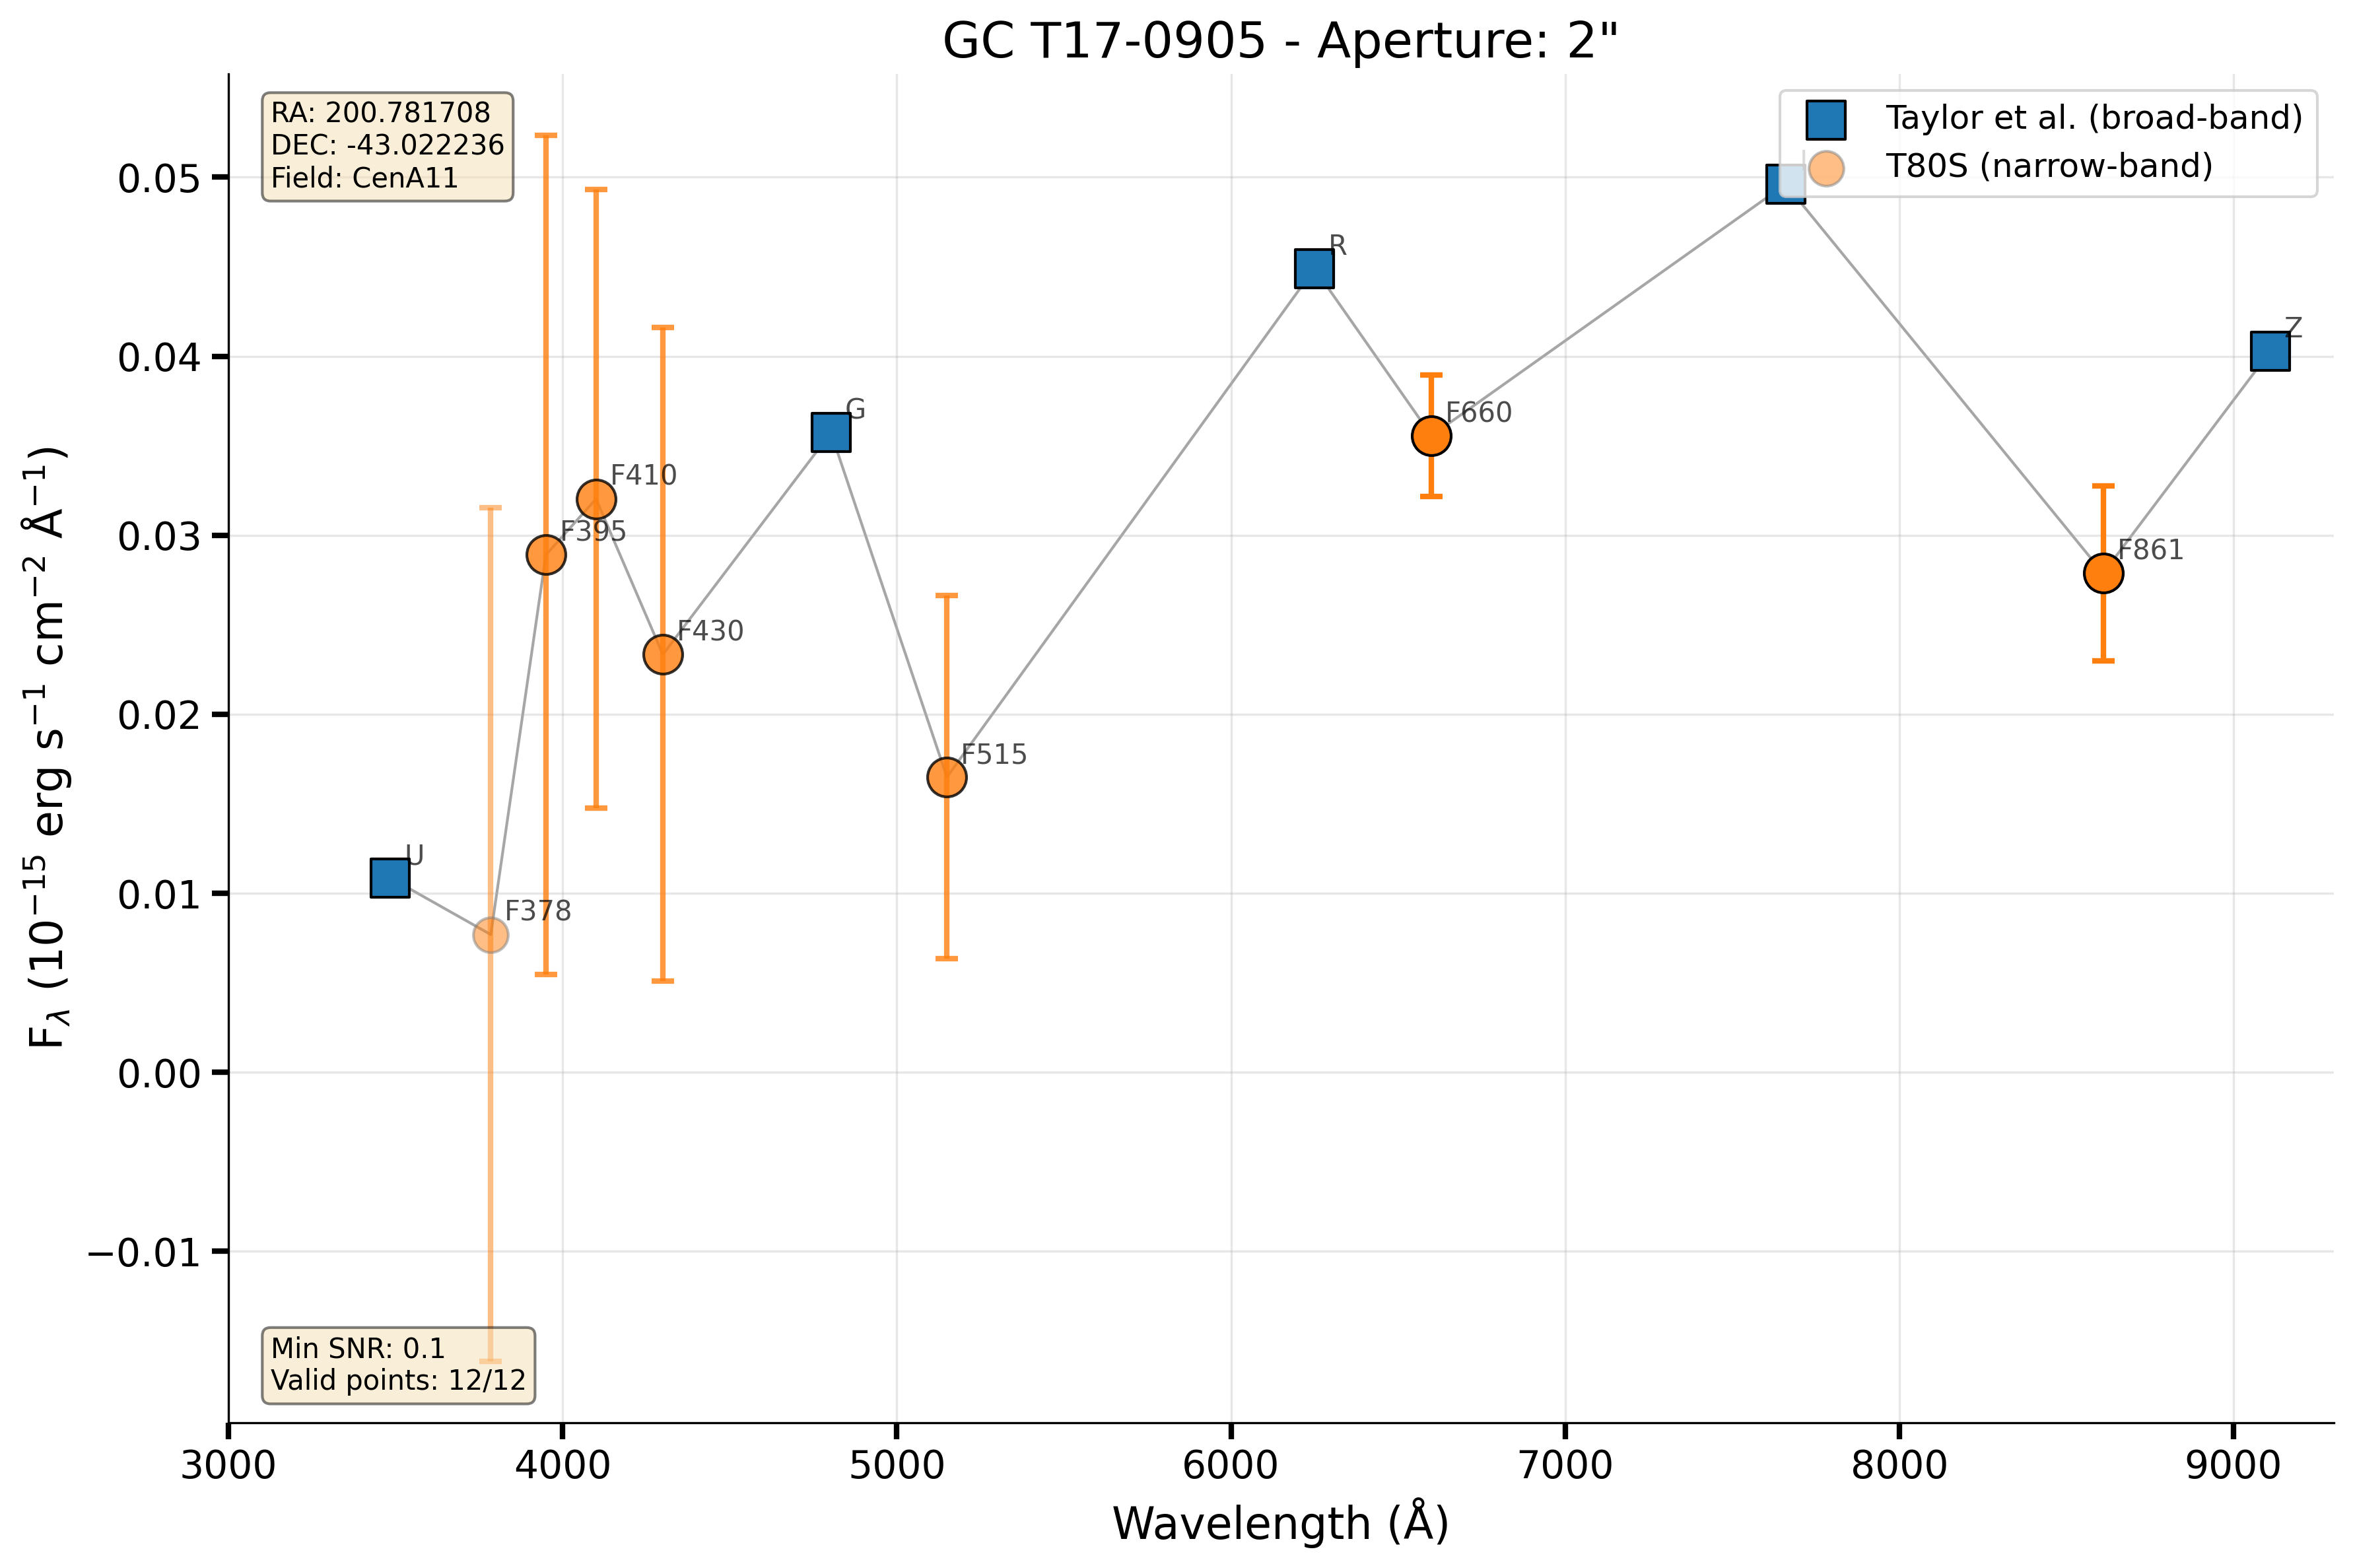 GC T17-0905 - Aperture: 2"
RA: 200.781708
DEC: -43.022236
Field: CenA11
Taylor et al. (broad-band)
T80S (narrow-band)
0.05
0.04
0.03
0.02
0.01
0.00
−0.01
F_λ (10⁻¹⁵ erg s⁻¹ cm⁻² Å⁻¹)
U
F378
F395
F410
F430
G
F515
R
F660
F861
Z
Min SNR: 0.1
Valid points: 12/12
3000 4000 5000 6000 7000 8000 9000
Wavelength (Å)